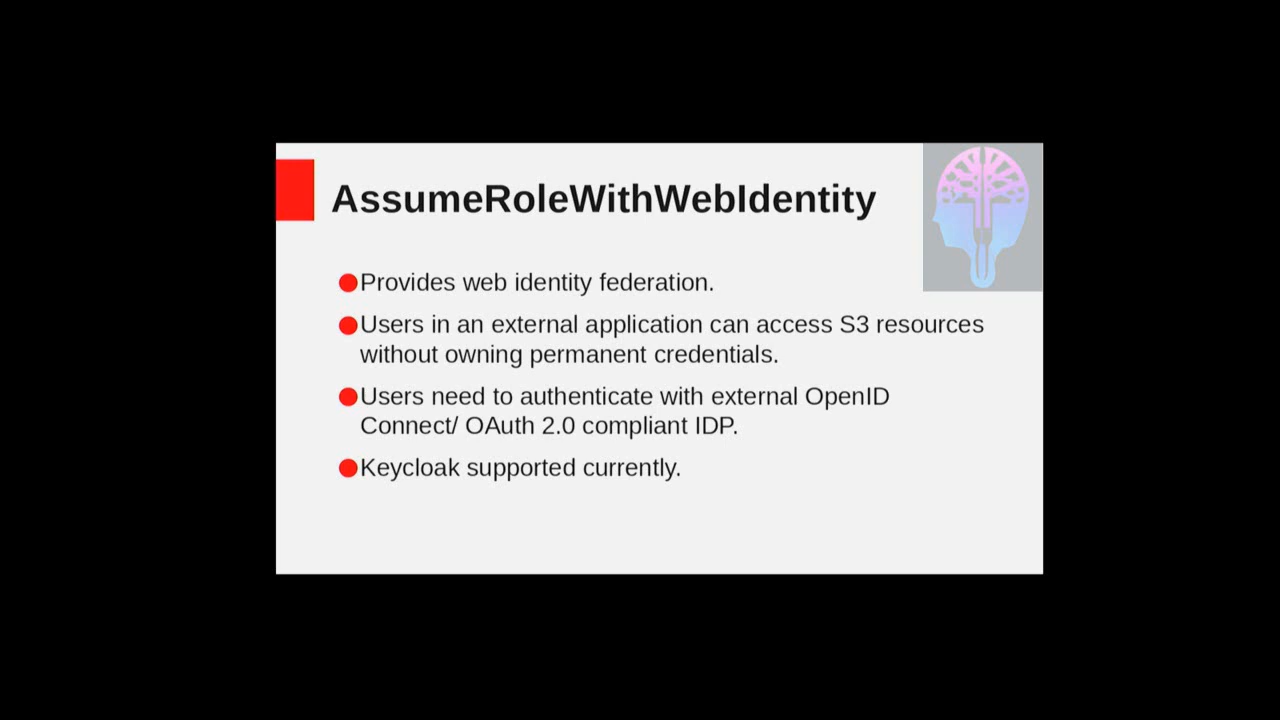 AssumeRoleWithWebIdentity
Provides web identity federation.
Users in an external application can access S3 resources
without owning permanent credentials.
Users need to authenticate with external OpenID
Connect/ OAuth 2.0 compliant IDP.
Keycloak supported currently.